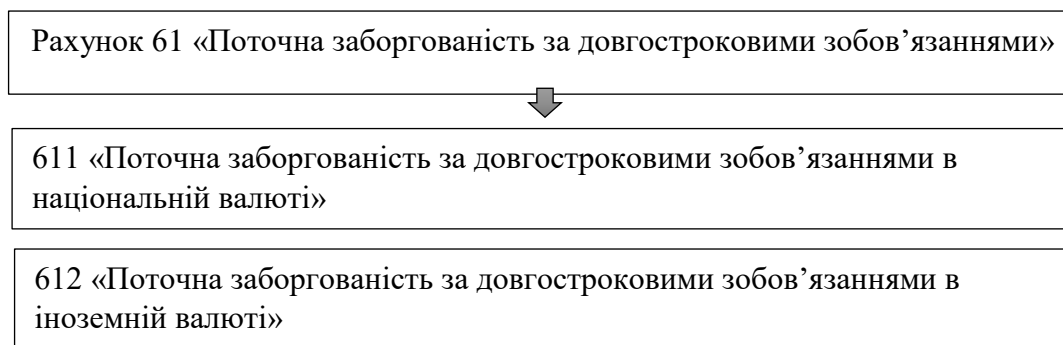 Рахунок 61 «Поточна заборгованість за довгостроковими зобов’язаннями»
611 «Поточна заборгованість за довгостроковими зобов’язаннями в
національній валюті»
612 «Поточна заборгованість за довгостроковими зобов’язаннями в
іноземній валюті»